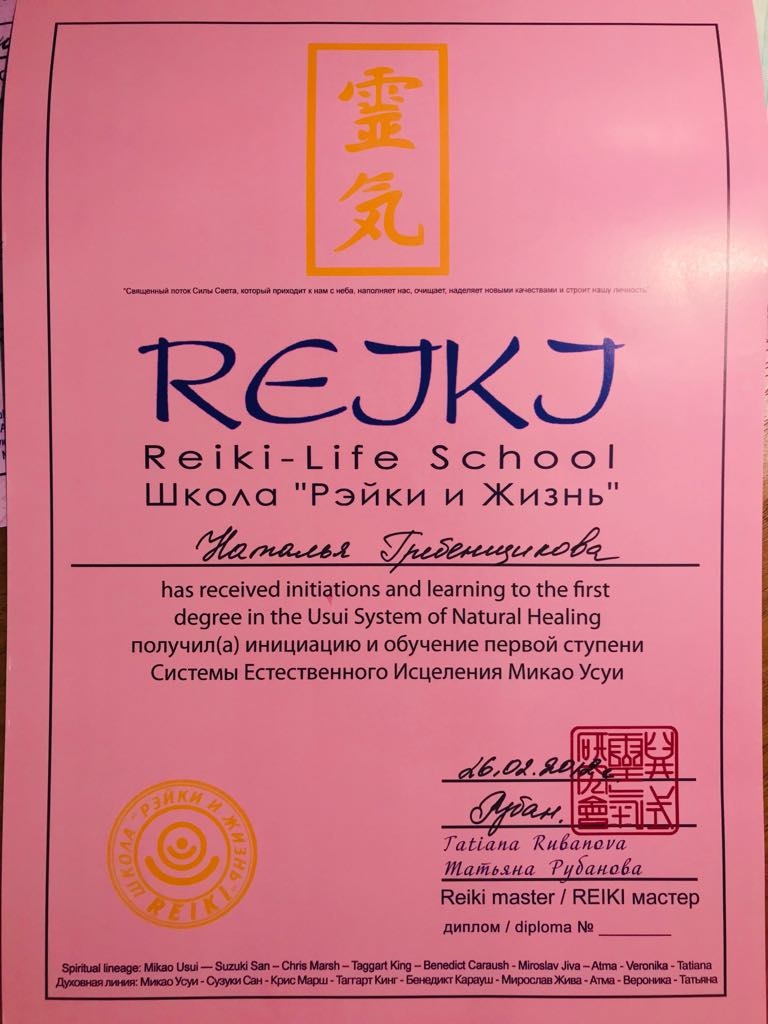 靈
気
"Священный поток Силы Света, который приходит к нам с неба, наполняет нас, очищает, наделяет новыми качествами и строит нашу личность"
REIKI
Reiki-Life School
Школа "Рэйки и Жизнь"
Наталья Гребенщикова
has received initiations and learning to the first
degree in the Usui System of Natural Healing
получил(а) инициацию и обучение первой ступени
Системы Естественного Исцеления Микао Усуи
26.02.2012г.
Рубан.
Tatiana Rubanova
Татьяна Рубанова
Reiki master / REIKI мастер
диплом / diploma №
ШКОЛА "РЭЙКИ И ЖИЗНЬ"
REIKI
Spiritual lineage: Mikao Usui — Suzuki San – Chris Marsh – Taggart King – Benedict Caraush - Miroslav Jiva – Atma - Veronika - Tatiana
Духовная линия: Микао Усуи - Сузуки Сан - Крис Марш - Таггарт Кинг - Бенедикт Карауш - Мирослав Жива - Атма - Вероника - Татьяна